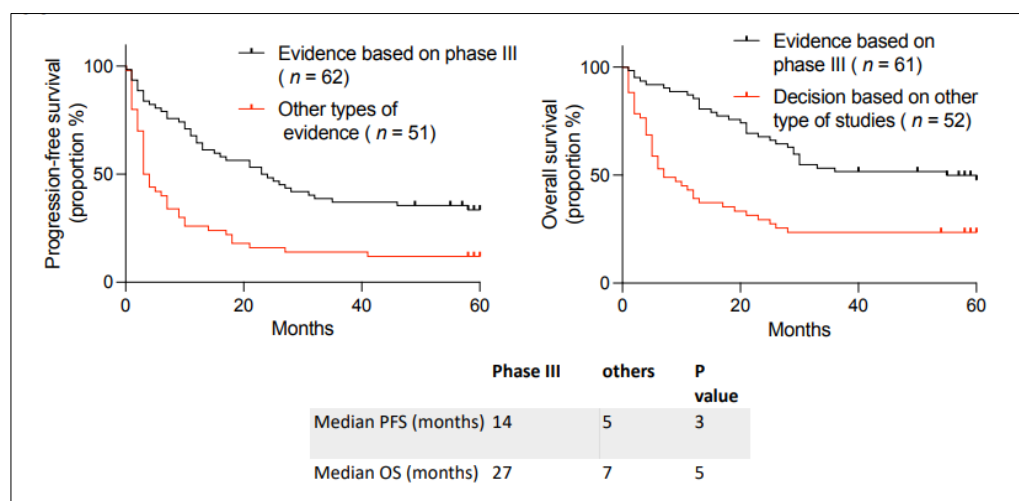 Evidence based on phase III
( n = 62)
Other types of
evidence ( n = 51)
Progression-free survival
(proportion %)
100
50
0
0 20 40 60
Months
Evidence based on
phase III ( n = 61)
Decision based on other
type of studies ( n = 52)
Overall survival
(proportion %)
100
50
0
0 20 40 60
Months
Phase III others P
value
Median PFS (months) 14 5 3
Median OS (months) 27 7 5